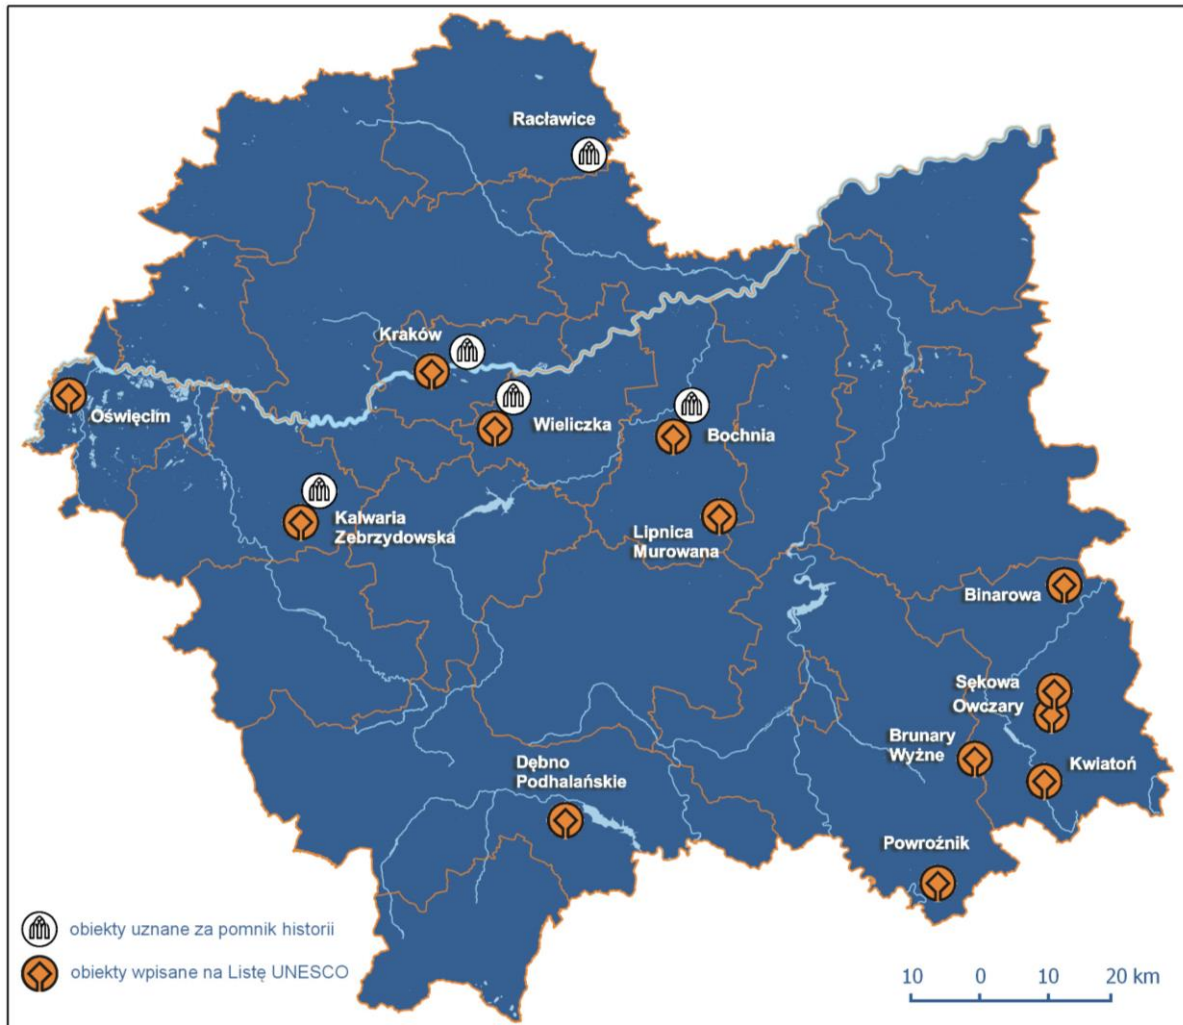 Racławice
Kraków
Oświęcim
Wieliczka
Bochnia
Kalwaria
Zebrzydowska
Lipnica
Murowana
Binarowa
Sękowa
Owczary
Brunary
Wyżne
Kwiatoń
Dębno
Podhalańskie
Powroźnik
obiekty uznane za pomnik historii
obiekty wpisane na Listę UNESCO
10 0 10 20 km